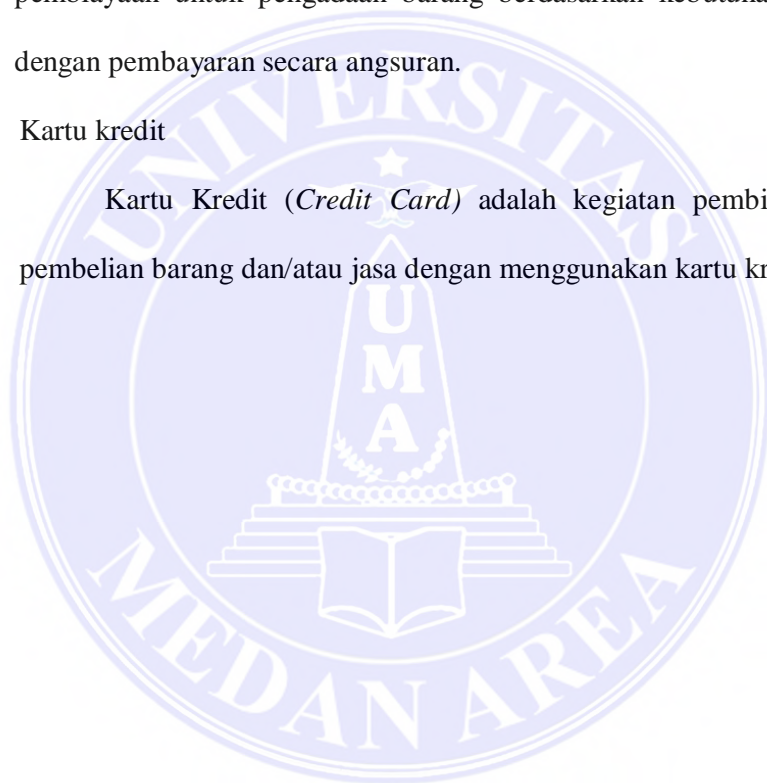 pembiayaan untuk pengadaan barang berdasarkan
dengan pembayaran secara angsuran.
Kartu kredit
Kartu Kredit (Credit Card) adalah kegiatan
pembelian barang dan/atau jasa dengan menggunakan kartu
UNIVERSITAS
UMA
MEDAN AREA